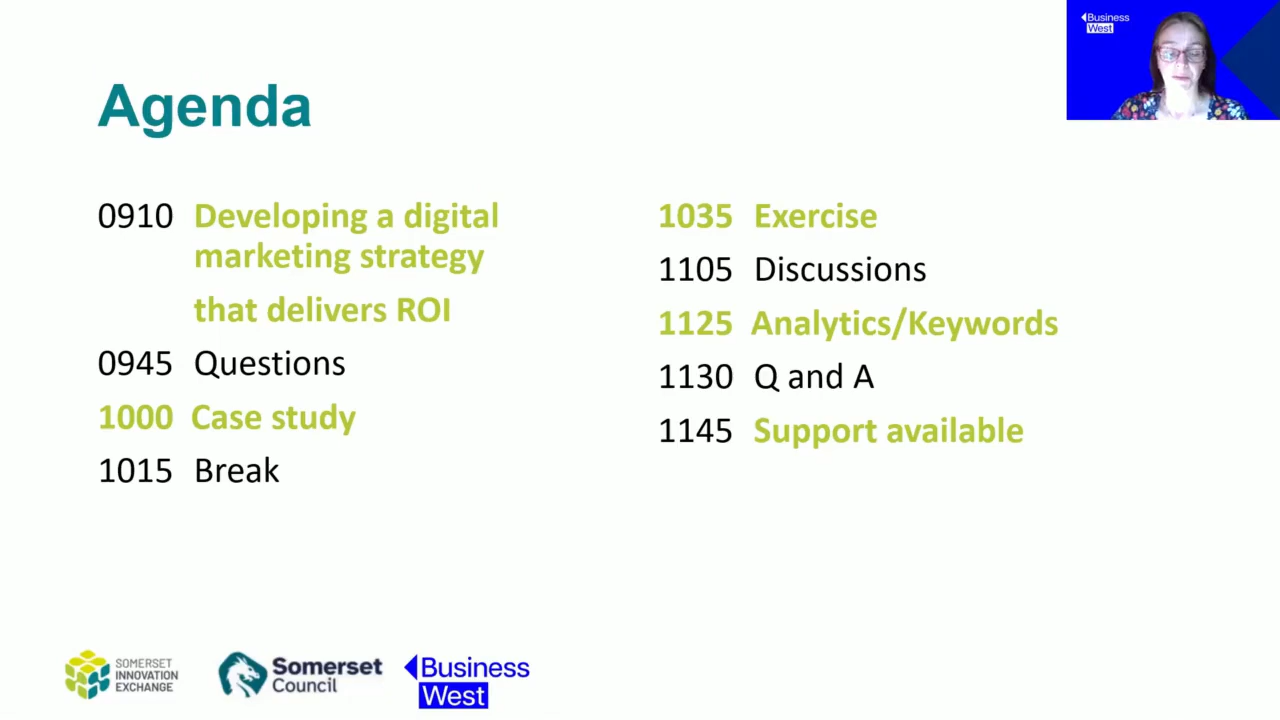 Business
West
Agenda
0910 Developing a digital
marketing strategy
that delivers ROI
0945 Questions
1000 Case study
1015 Break
1035 Exercise
1105 Discussions
1125 Analytics/Keywords
1130 Q and A
1145 Support available
SOMERSET
INNOVATION
EXCHANGE
Somerset
Council
Business
West